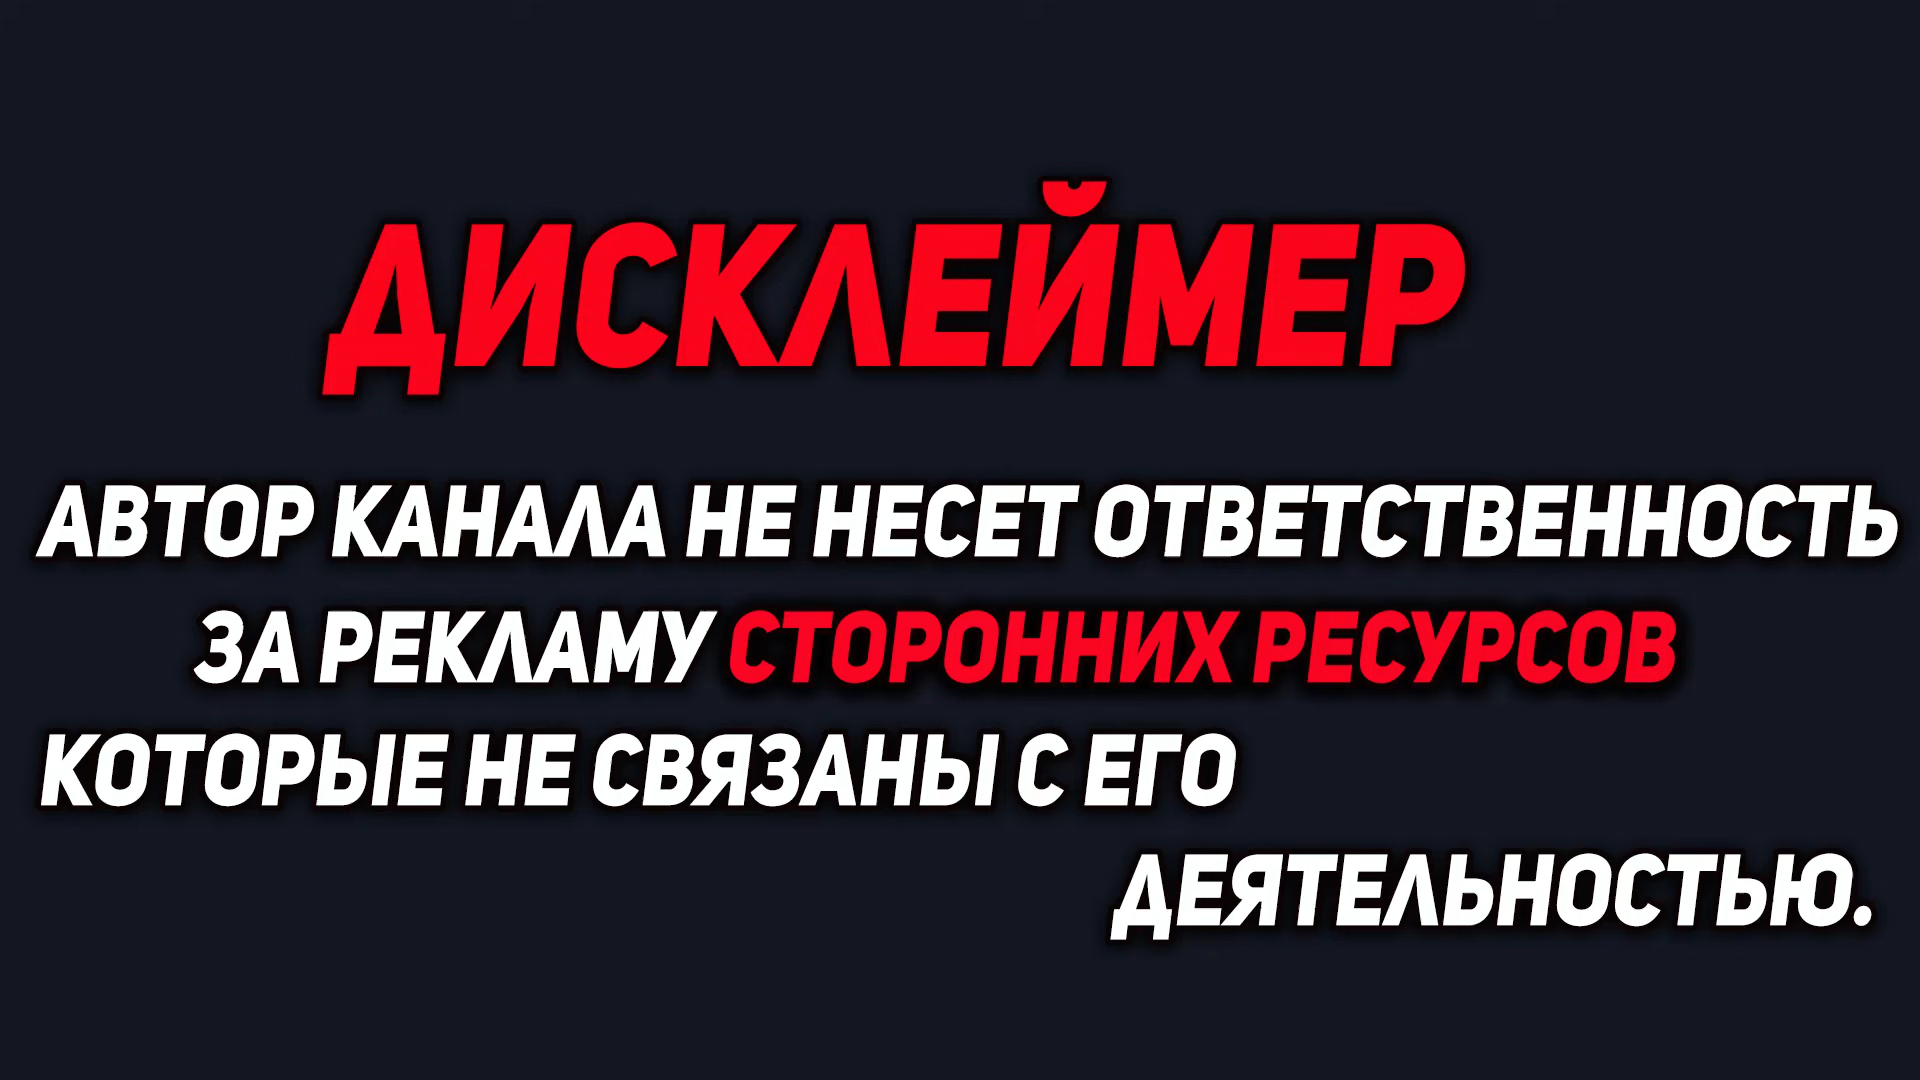 ДИСКЛЕЙМЕР
АВТОР КАНАЛА НЕ НЕСЕТ ОТВЕТСТВЕННОСТЬ
ЗА РЕКЛАМУ СТОРОННИХ РЕСУРСОВ
КОТОРЫЕ НЕ СВЯЗАНЫ С ЕГО
ДЕЯТЕЛЬНОСТЬЮ.